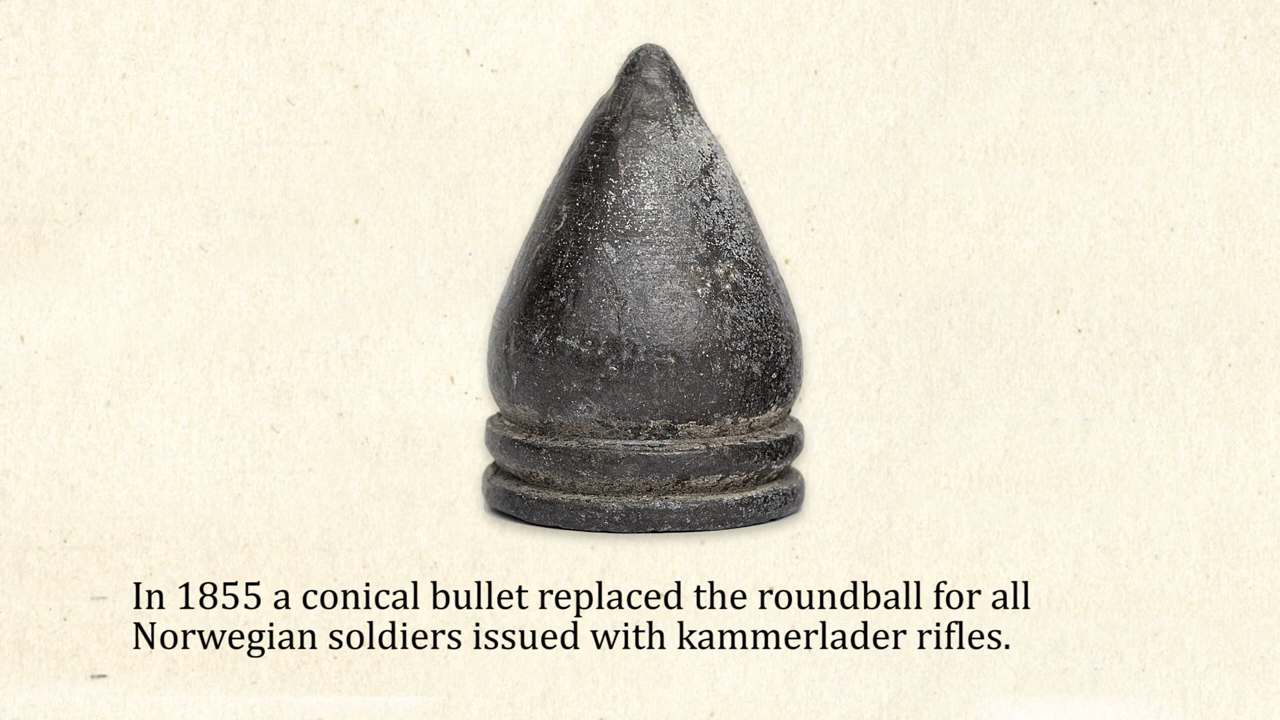 In 1855 a conical bullet replaced the roundball for all
Norwegian soldiers issued with kammerlader rifles.